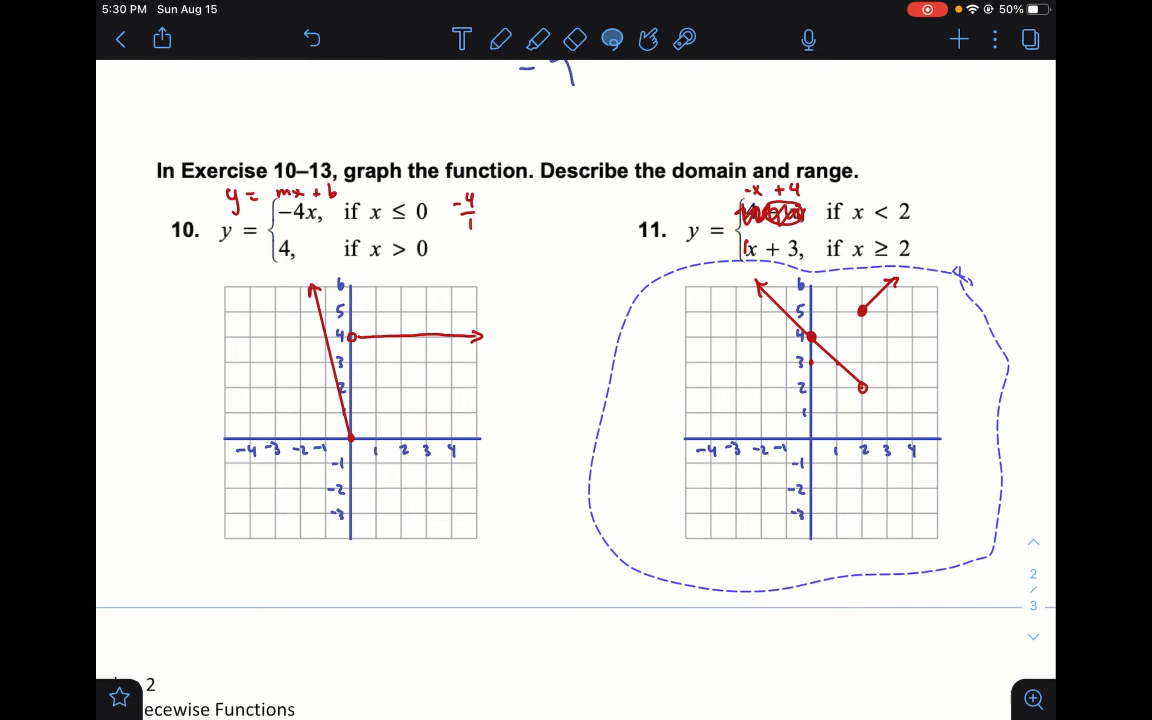 5:30 PM Sun Aug 15
50%
In Exercise 10–13, graph the function. Describe the domain and range.
y = mx + b
-4/1
10. y = { −4x, if x ≤ 0
4, if x > 0
-x + 4
11. y = { if x < 2
x + 3, if x ≥ 2
6
5
4
3
2
1
-4 -3 -2 -1 1 2 3 4
-1
-2
-3
6
5
4
3
2
1
-4 -3 -2 -1 1 2 3 4
-1
-2
-3
2
/
3
2
ecewise Functions